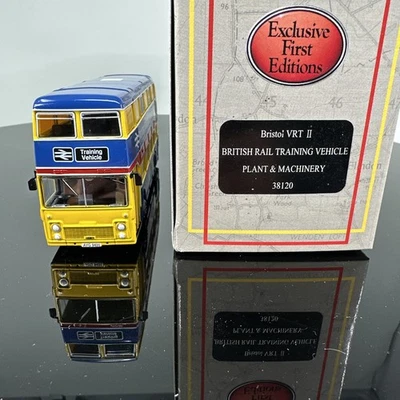 Exclusive
First
Editions
Bristol VRT II
BRITISH RAIL TRAINING VEHICLE
PLANT & MACHINERY
38120
Training
Vehicle